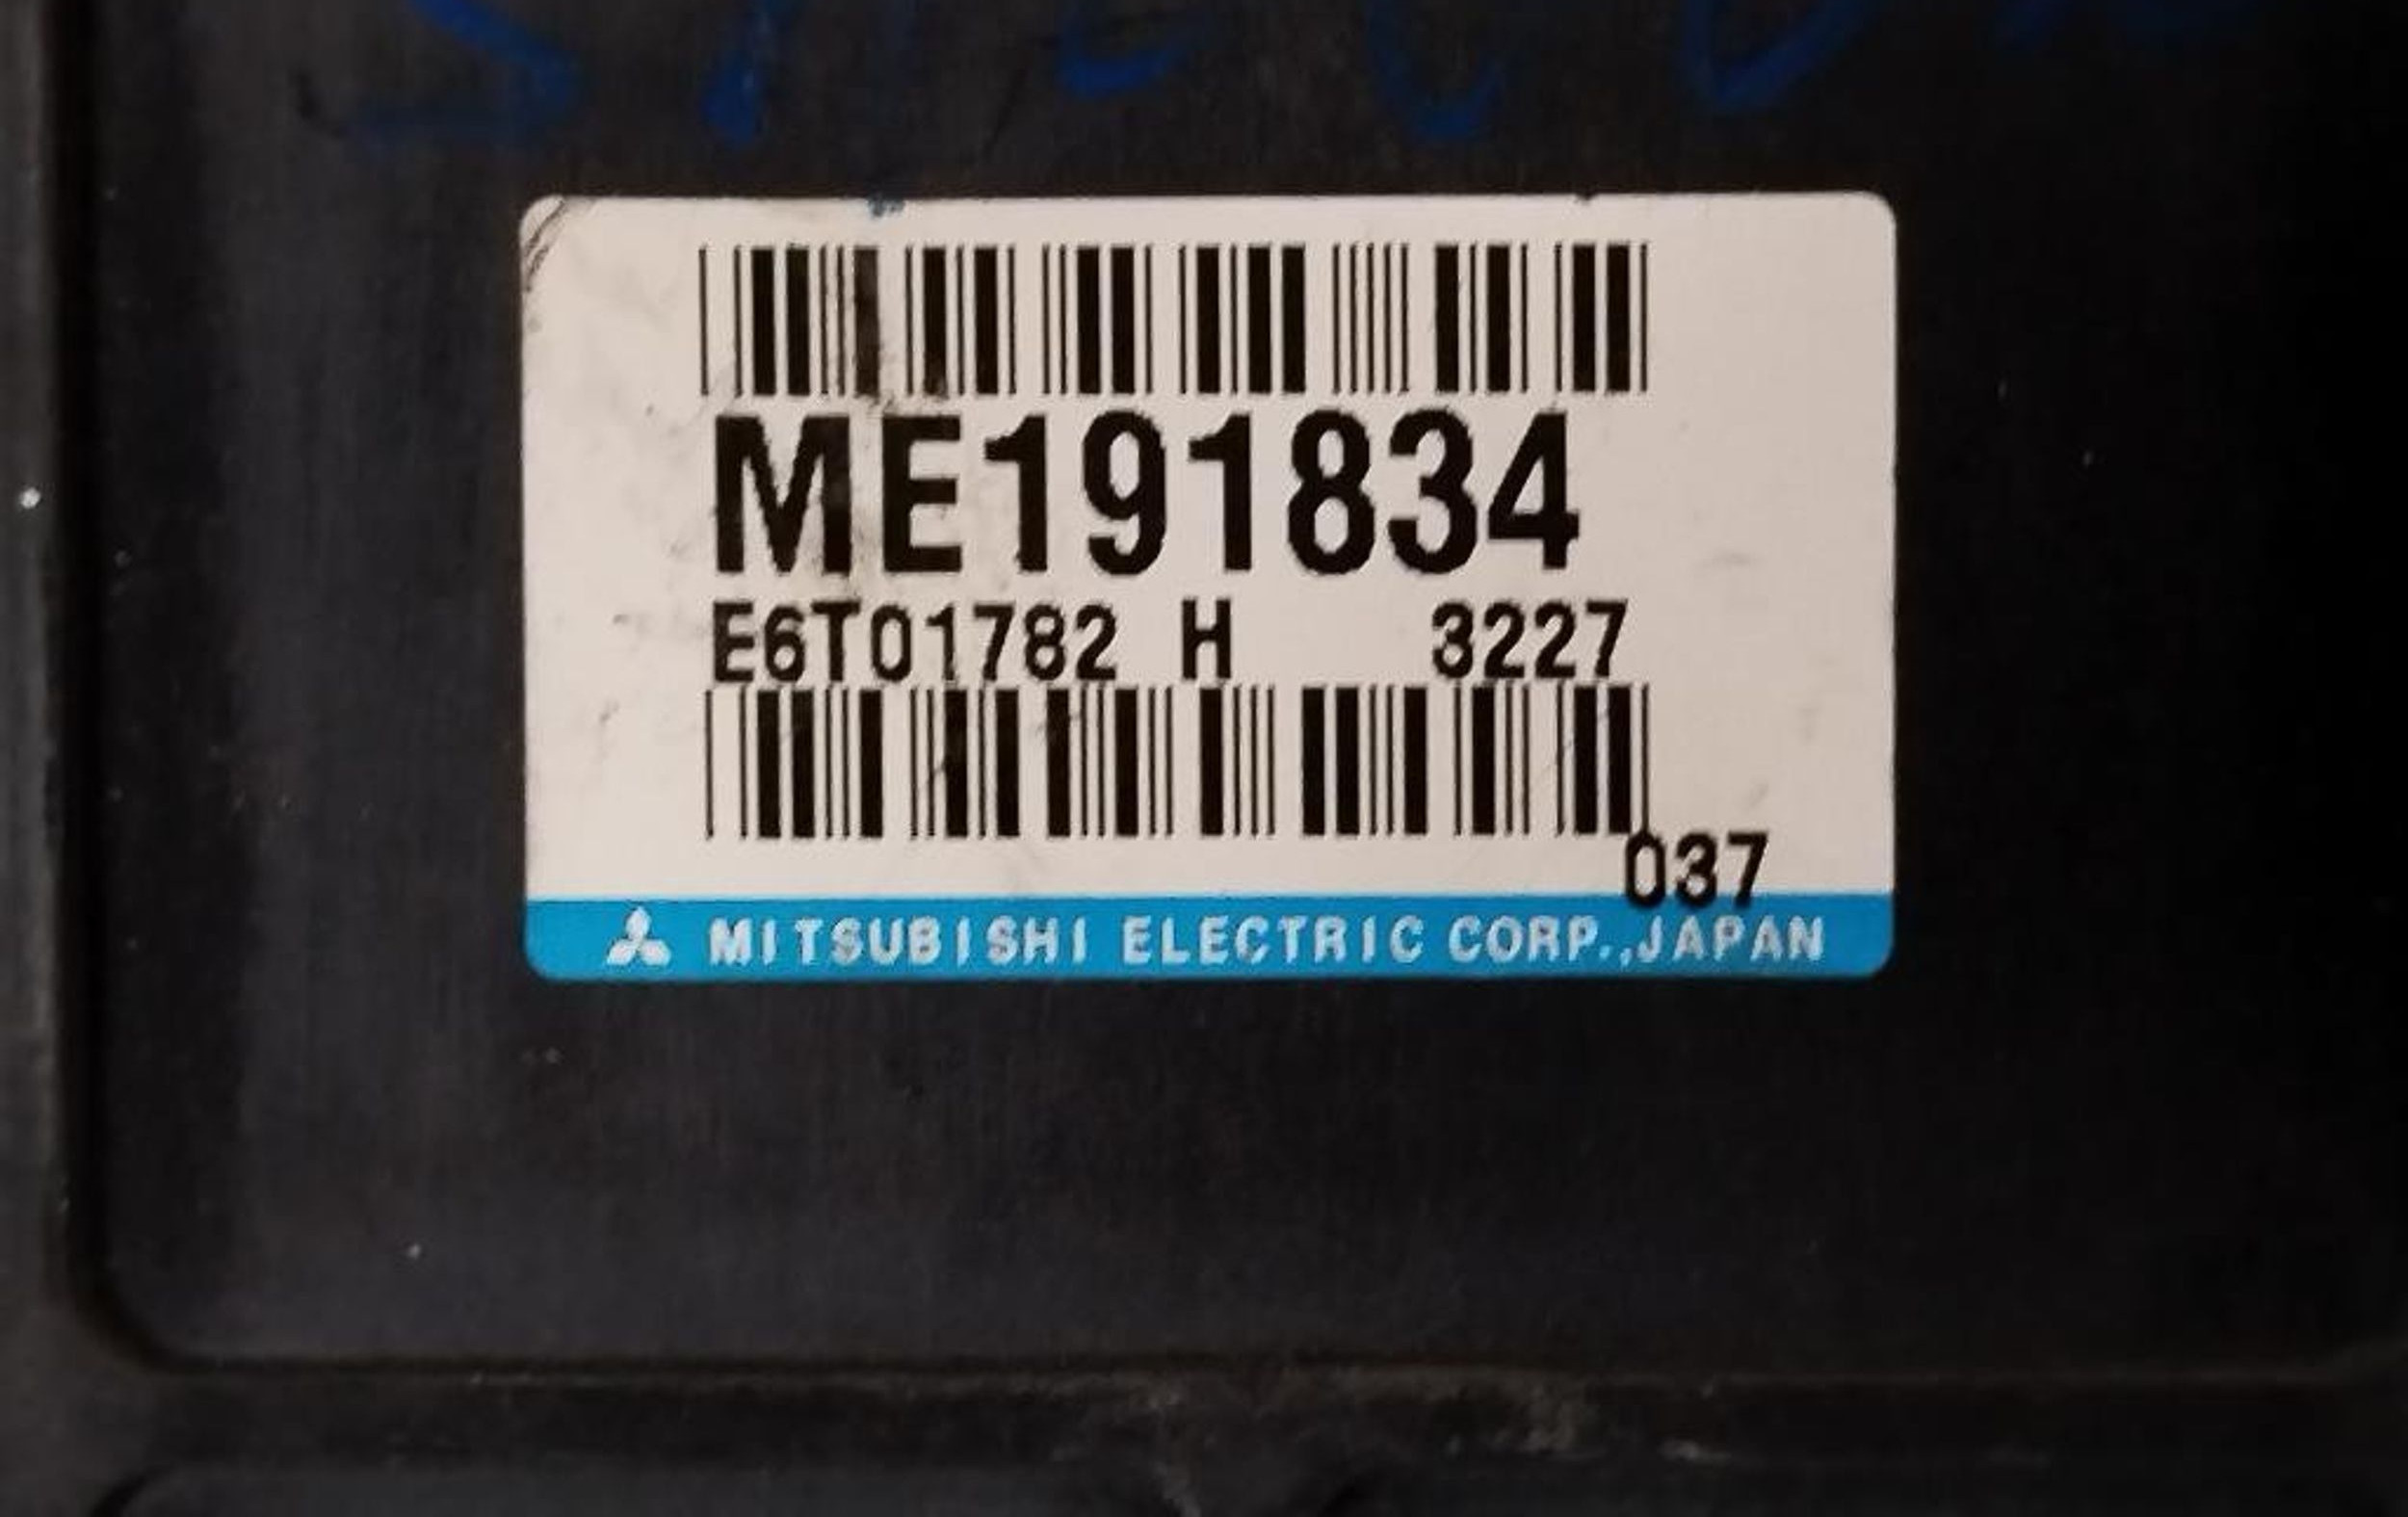 ME191834
E6T01782 H 3227
037
MITSUBISHI ELECTRIC CORP.,JAPAN